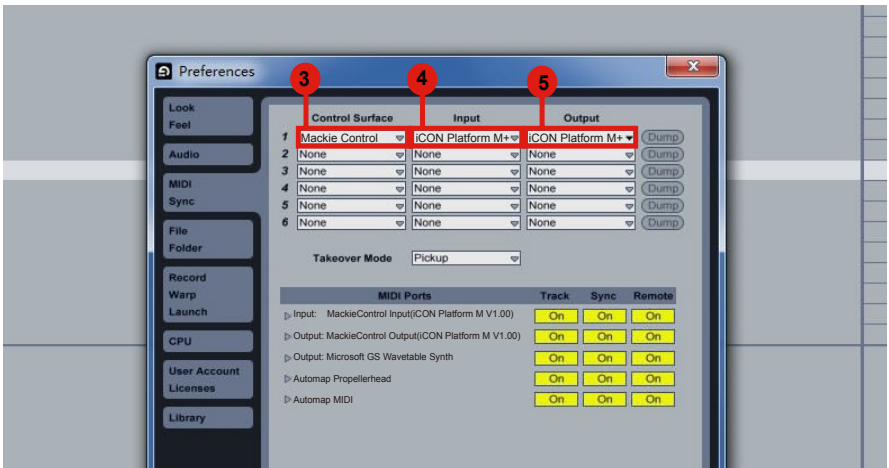 Preferences
3
4
5
Look
Feel
Audio
MIDI
Sync
File
Folder
Record
Warp
Launch
CPU
User Account
Licenses
Library
Control Surface Input Output
1 Mackie Control iCON Platform M+ iCON Platform M+ Dump
2 None None None Dump
3 None None None Dump
4 None None None Dump
5 None None None Dump
6 None None None Dump
Takeover Mode Pickup
MIDI Ports Track Sync Remote
Input: MackieControl Input(iCON Platform M V1.00) On On On
Output: MackieControl Output(iCON Platform M V1.00) On On On
Output: Microsoft GS Wavetable Synth On On On
Automap Propellerhead On On On
Automap MIDI On On On